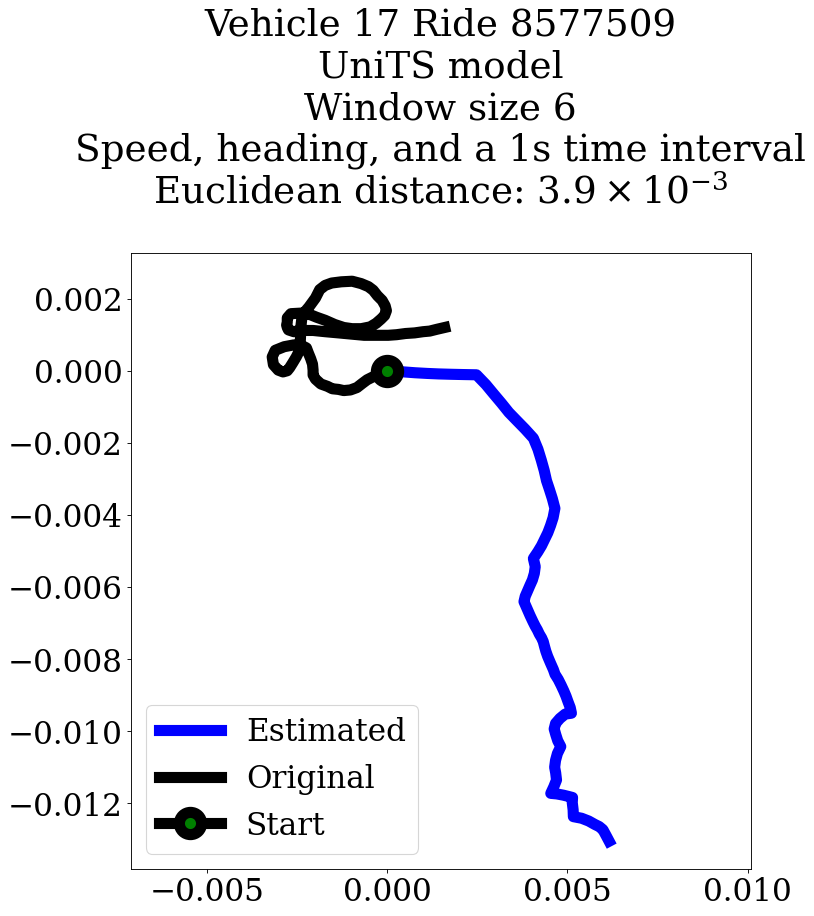 Vehicle 17 Ride 8577509
UniTS model
Window size 6
Speed, heading, and a 1s time interval
Euclidean distance: 3.9 × 10⁻³
0.002
0.000
−0.002
−0.004
−0.006
−0.008
−0.010
−0.012
Estimated
Original
Start
−0.005 0.000 0.005 0.010